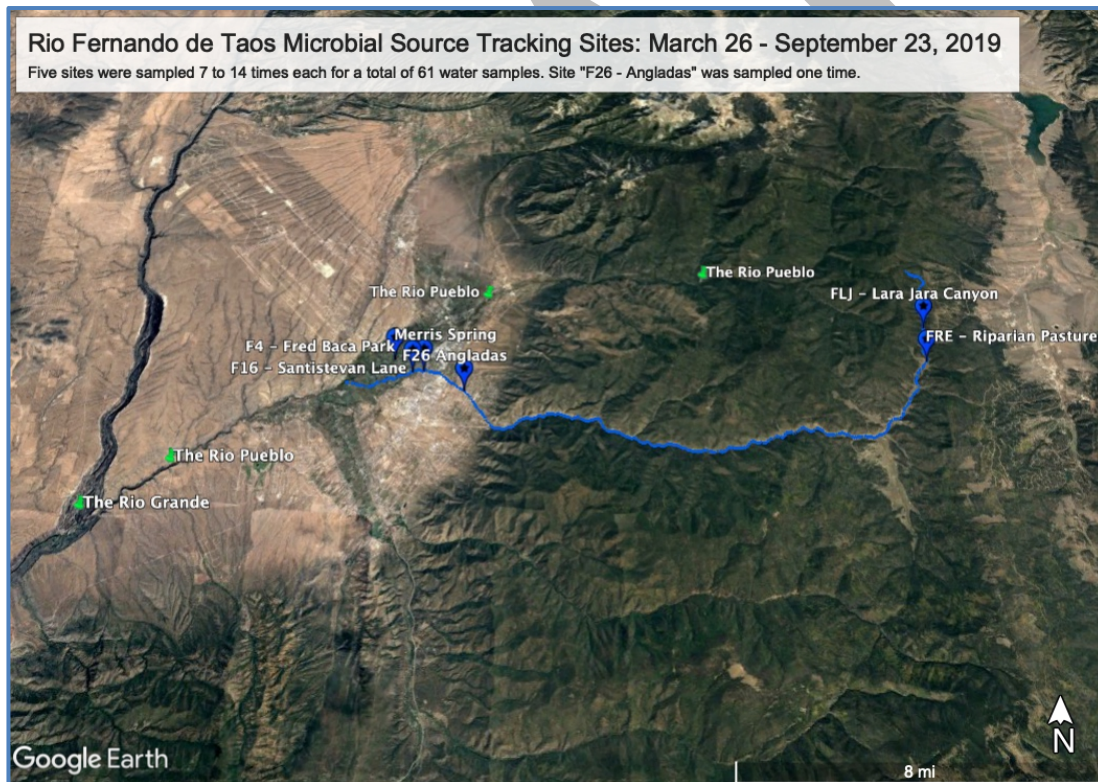 Rio Fernando de Taos Microbial Source Tracking Sites: March 26 - September 23, 2019
Five sites were sampled 7 to 14 times each for a total of 61 water samples. Site "F26 - Angladas" was sampled one time.
The Rio Pueblo
The Rio Pueblo
FLJ - Lara Jara Canyon
Merris Spring
FRE - Riparian Pasture
F4 - Fred Baca Park
F26 Angladas
F16 - Santistevan Lane
The Rio Pueblo
The Rio Grande
N
Google Earth
8 mi